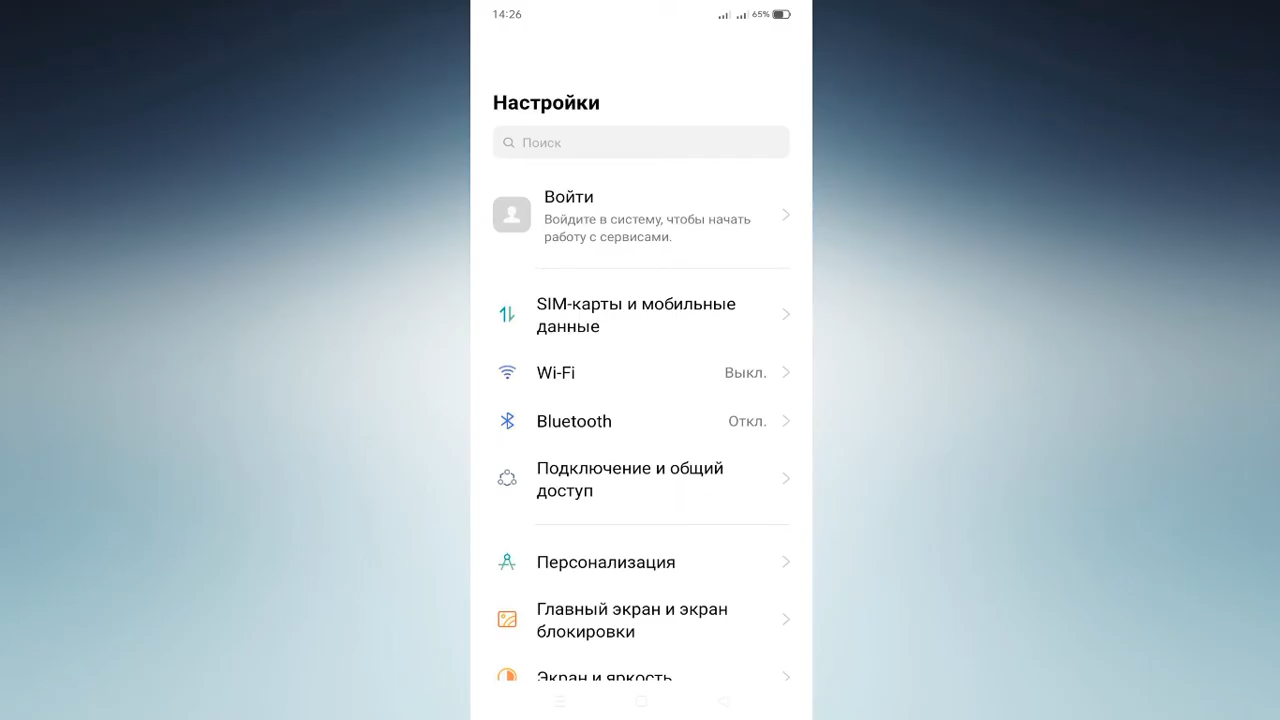 14:26
65%
Настройки
Поиск
Войти
Войдите в систему, чтобы начать
работу с сервисами.
SIM-карты и мобильные
данные
Wi-Fi
Выкл.
Bluetooth
Откл.
Подключение и общий
доступ
Персонализация
Главный экран и экран
блокировки
Экран и яркость